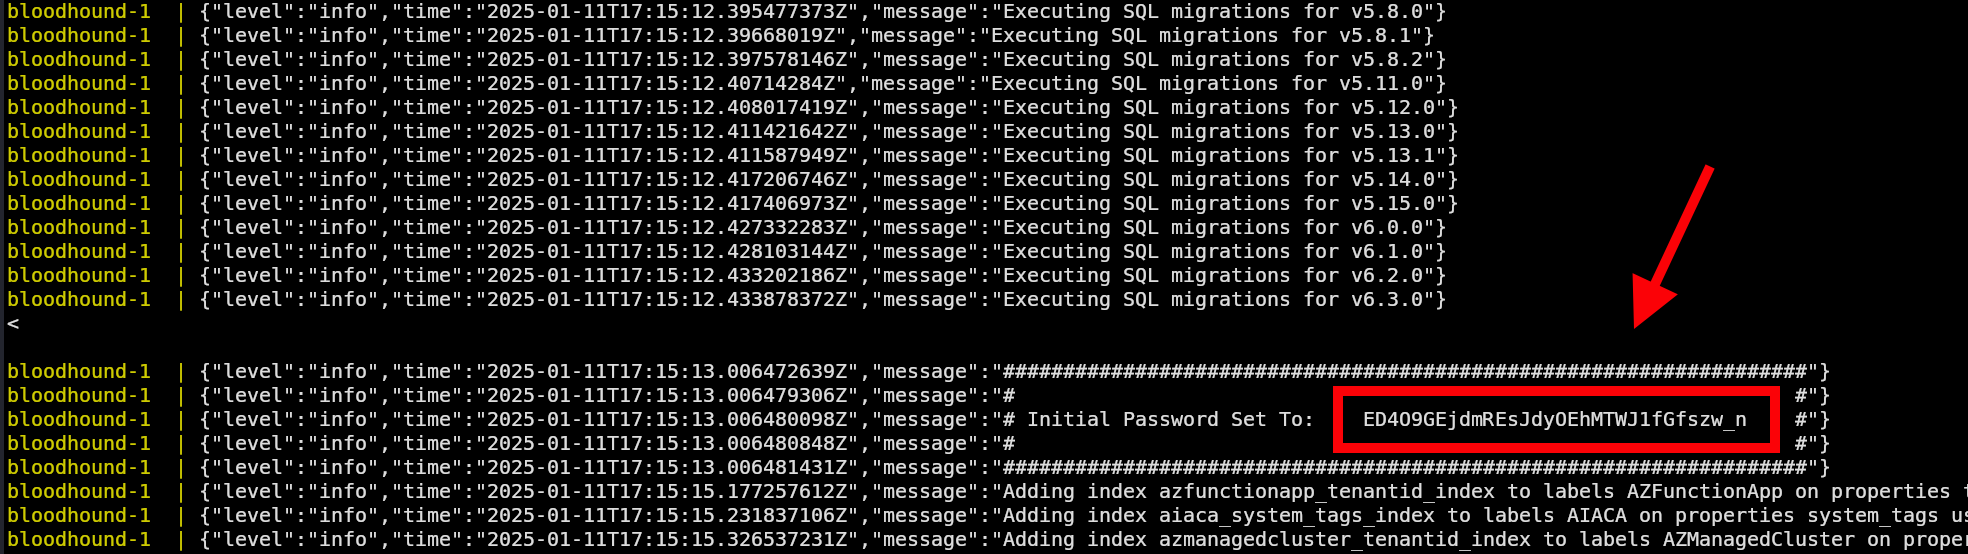 bloodhound-1  | {"level":"info","time":"2025-01-11T17:15:12.395477373Z","message":"Executing SQL migrations for v5.8.0"}
bloodhound-1  | {"level":"info","time":"2025-01-11T17:15:12.39668019Z","message":"Executing SQL migrations for v5.8.1"}
bloodhound-1  | {"level":"info","time":"2025-01-11T17:15:12.397578146Z","message":"Executing SQL migrations for v5.8.2"}
bloodhound-1  | {"level":"info","time":"2025-01-11T17:15:12.40714284Z","message":"Executing SQL migrations for v5.11.0"}
bloodhound-1  | {"level":"info","time":"2025-01-11T17:15:12.408017419Z","message":"Executing SQL migrations for v5.12.0"}
bloodhound-1  | {"level":"info","time":"2025-01-11T17:15:12.411421642Z","message":"Executing SQL migrations for v5.13.0"}
bloodhound-1  | {"level":"info","time":"2025-01-11T17:15:12.411587949Z","message":"Executing SQL migrations for v5.13.1"}
bloodhound-1  | {"level":"info","time":"2025-01-11T17:15:12.417206746Z","message":"Executing SQL migrations for v5.14.0"}
bloodhound-1  | {"level":"info","time":"2025-01-11T17:15:12.417406973Z","message":"Executing SQL migrations for v5.15.0"}
bloodhound-1  | {"level":"info","time":"2025-01-11T17:15:12.427332283Z","message":"Executing SQL migrations for v6.0.0"}
bloodhound-1  | {"level":"info","time":"2025-01-11T17:15:12.428103144Z","message":"Executing SQL migrations for v6.1.0"}
bloodhound-1  | {"level":"info","time":"2025-01-11T17:15:12.433202186Z","message":"Executing SQL migrations for v6.2.0"}
bloodhound-1  | {"level":"info","time":"2025-01-11T17:15:12.433878372Z","message":"Executing SQL migrations for v6.3.0"}
<
bloodhound-1  | {"level":"info","time":"2025-01-11T17:15:13.006472639Z","message":"###################################################################"}
bloodhound-1  | {"level":"info","time":"2025-01-11T17:15:13.006479306Z","message":"#                                                                 #"}
bloodhound-1  | {"level":"info","time":"2025-01-11T17:15:13.006480098Z","message":"# Initial Password Set To:    ED4O9GEjdmREsJdyOEhMTWJ1fGfszw_n    #"}
bloodhound-1  | {"level":"info","time":"2025-01-11T17:15:13.006480848Z","message":"#                                                                 #"}
bloodhound-1  | {"level":"info","time":"2025-01-11T17:15:13.006481431Z","message":"###################################################################"}
bloodhound-1  | {"level":"info","time":"2025-01-11T17:15:15.177257612Z","message":"Adding index azfunctionapp_tenantid_index to labels AZFunctionApp on properties
bloodhound-1  | {"level":"info","time":"2025-01-11T17:15:15.231837106Z","message":"Adding index aiaca_system_tags_index to labels AIACA on properties system_tags us
bloodhound-1  | {"level":"info","time":"2025-01-11T17:15:15.326537231Z","message":"Adding index azmanagedcluster_tenantid_index to labels AZManagedCluster on proper